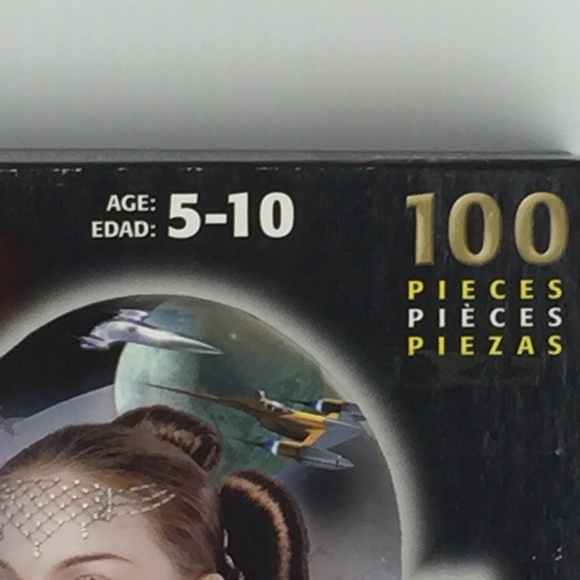 AGE:
EDAD: 5-10
100
PIECES
PIÈCES
PIEZAS